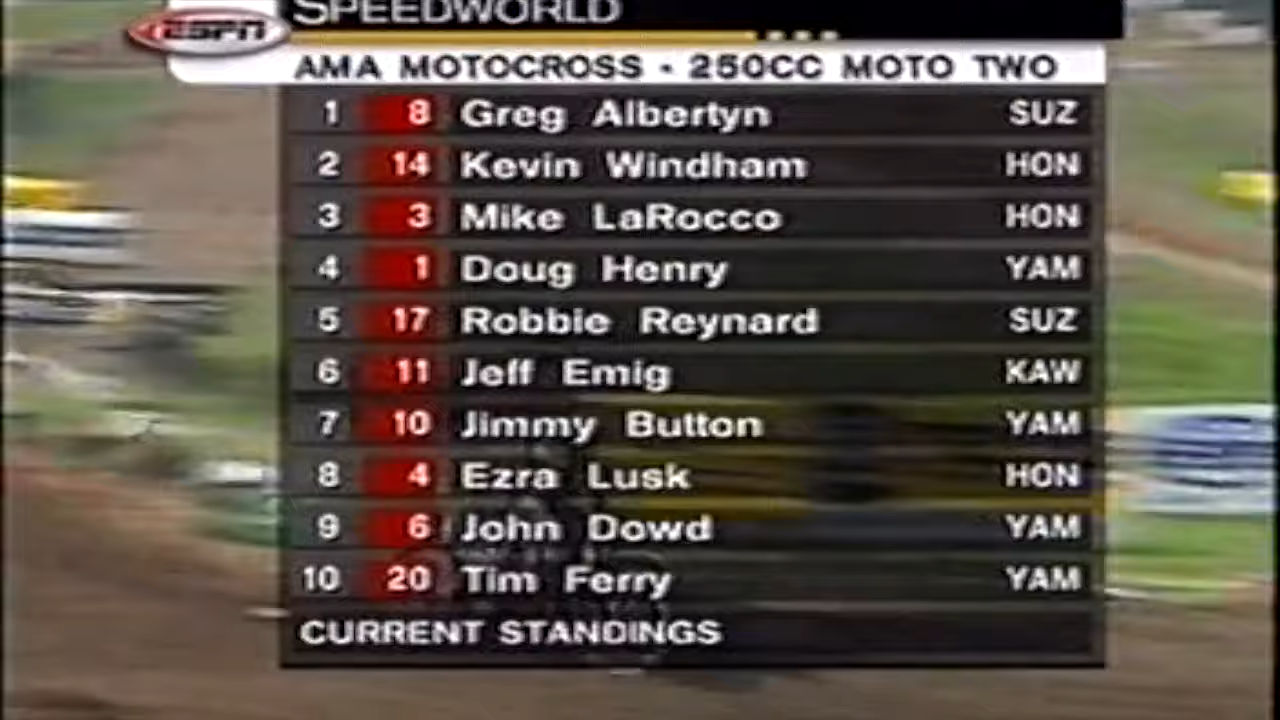 SPEEDWORLD
ESPN
AMA MOTOCROSS - 250CC MOTO TWO
1 8 Greg Albertyn SUZ
2 14 Kevin Windham HON
3 3 Mike LaRocco HON
4 1 Doug Henry YAM
5 17 Robbie Reynard SUZ
6 11 Jeff Emig KAW
7 10 Jimmy Button YAM
8 4 Ezra Lusk HON
9 6 John Dowd YAM
10 20 Tim Ferry YAM
CURRENT STANDINGS